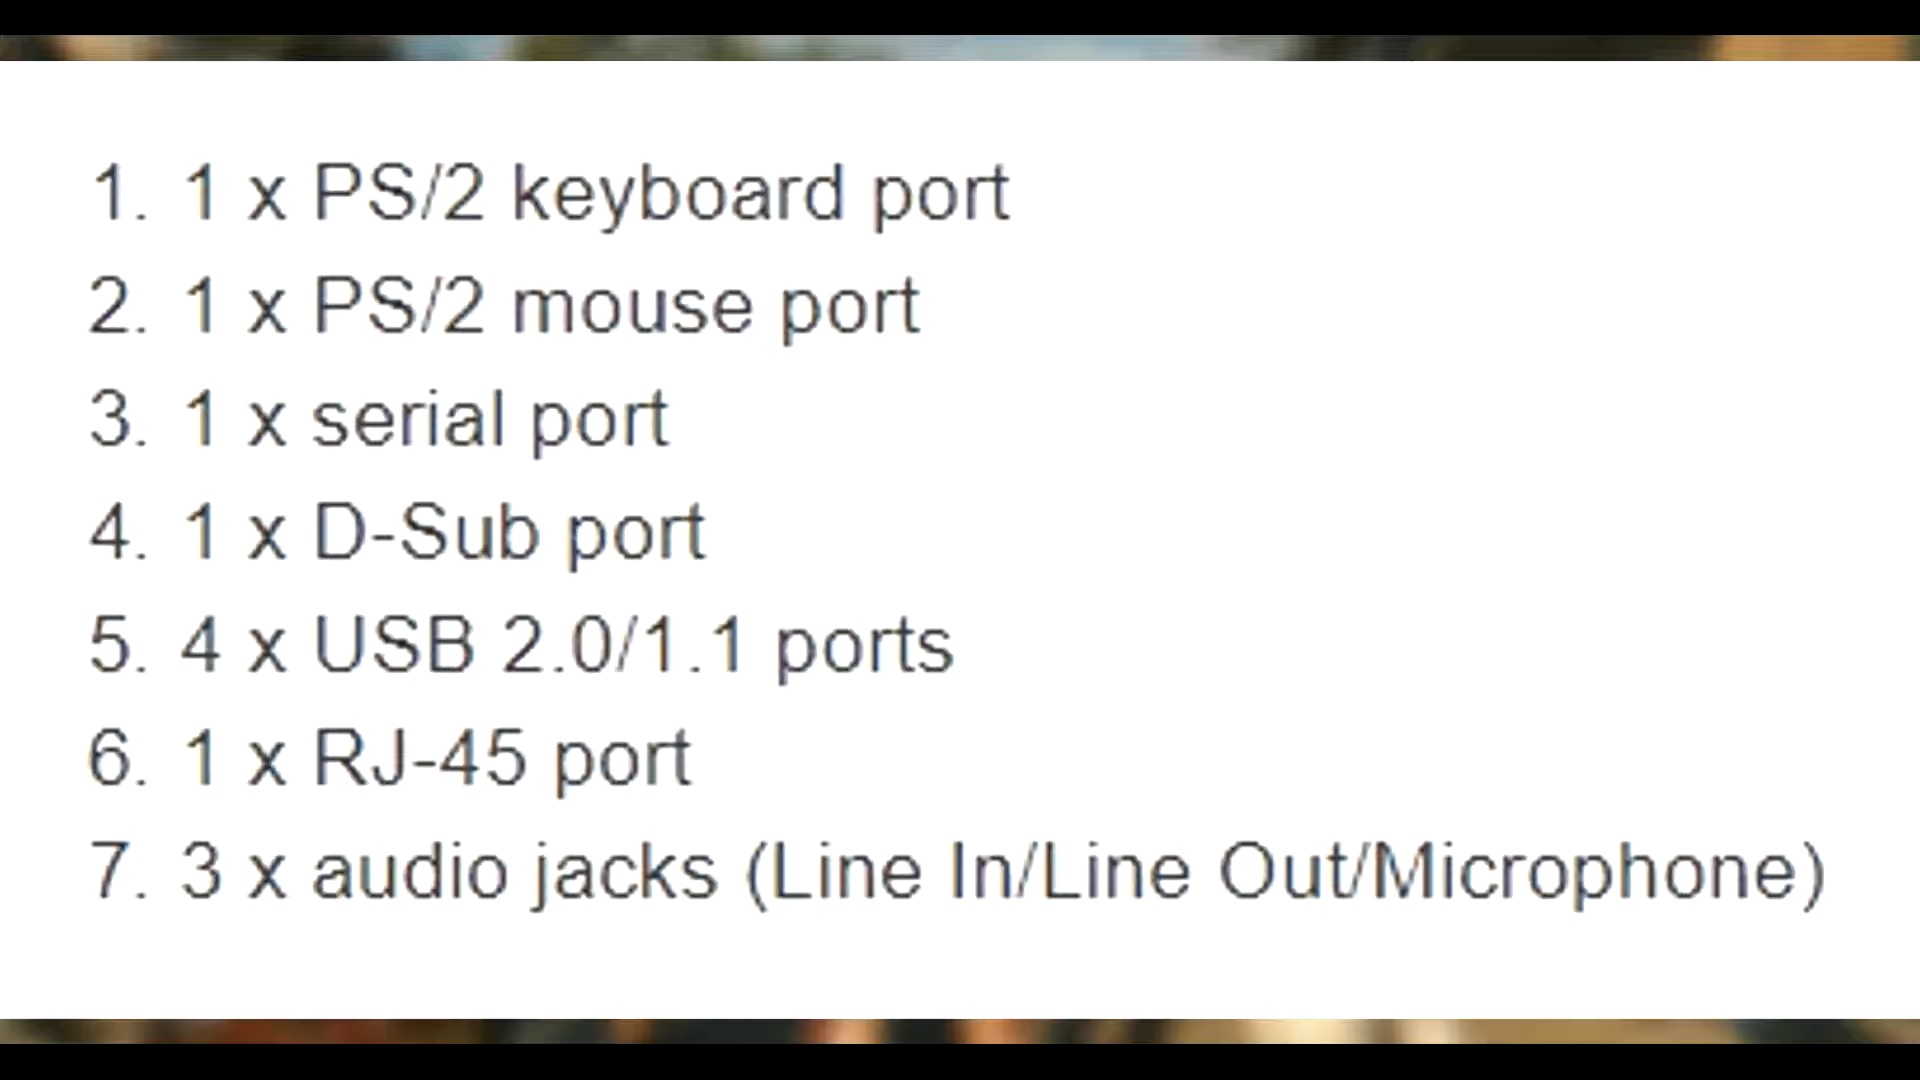 1. 1 x PS/2 keyboard port
2. 1 x PS/2 mouse port
3. 1 x serial port
4. 1 x D-Sub port
5. 4 x USB 2.0/1.1 ports
6. 1 x RJ-45 port
7. 3 x audio jacks (Line In/Line Out/Microphone)